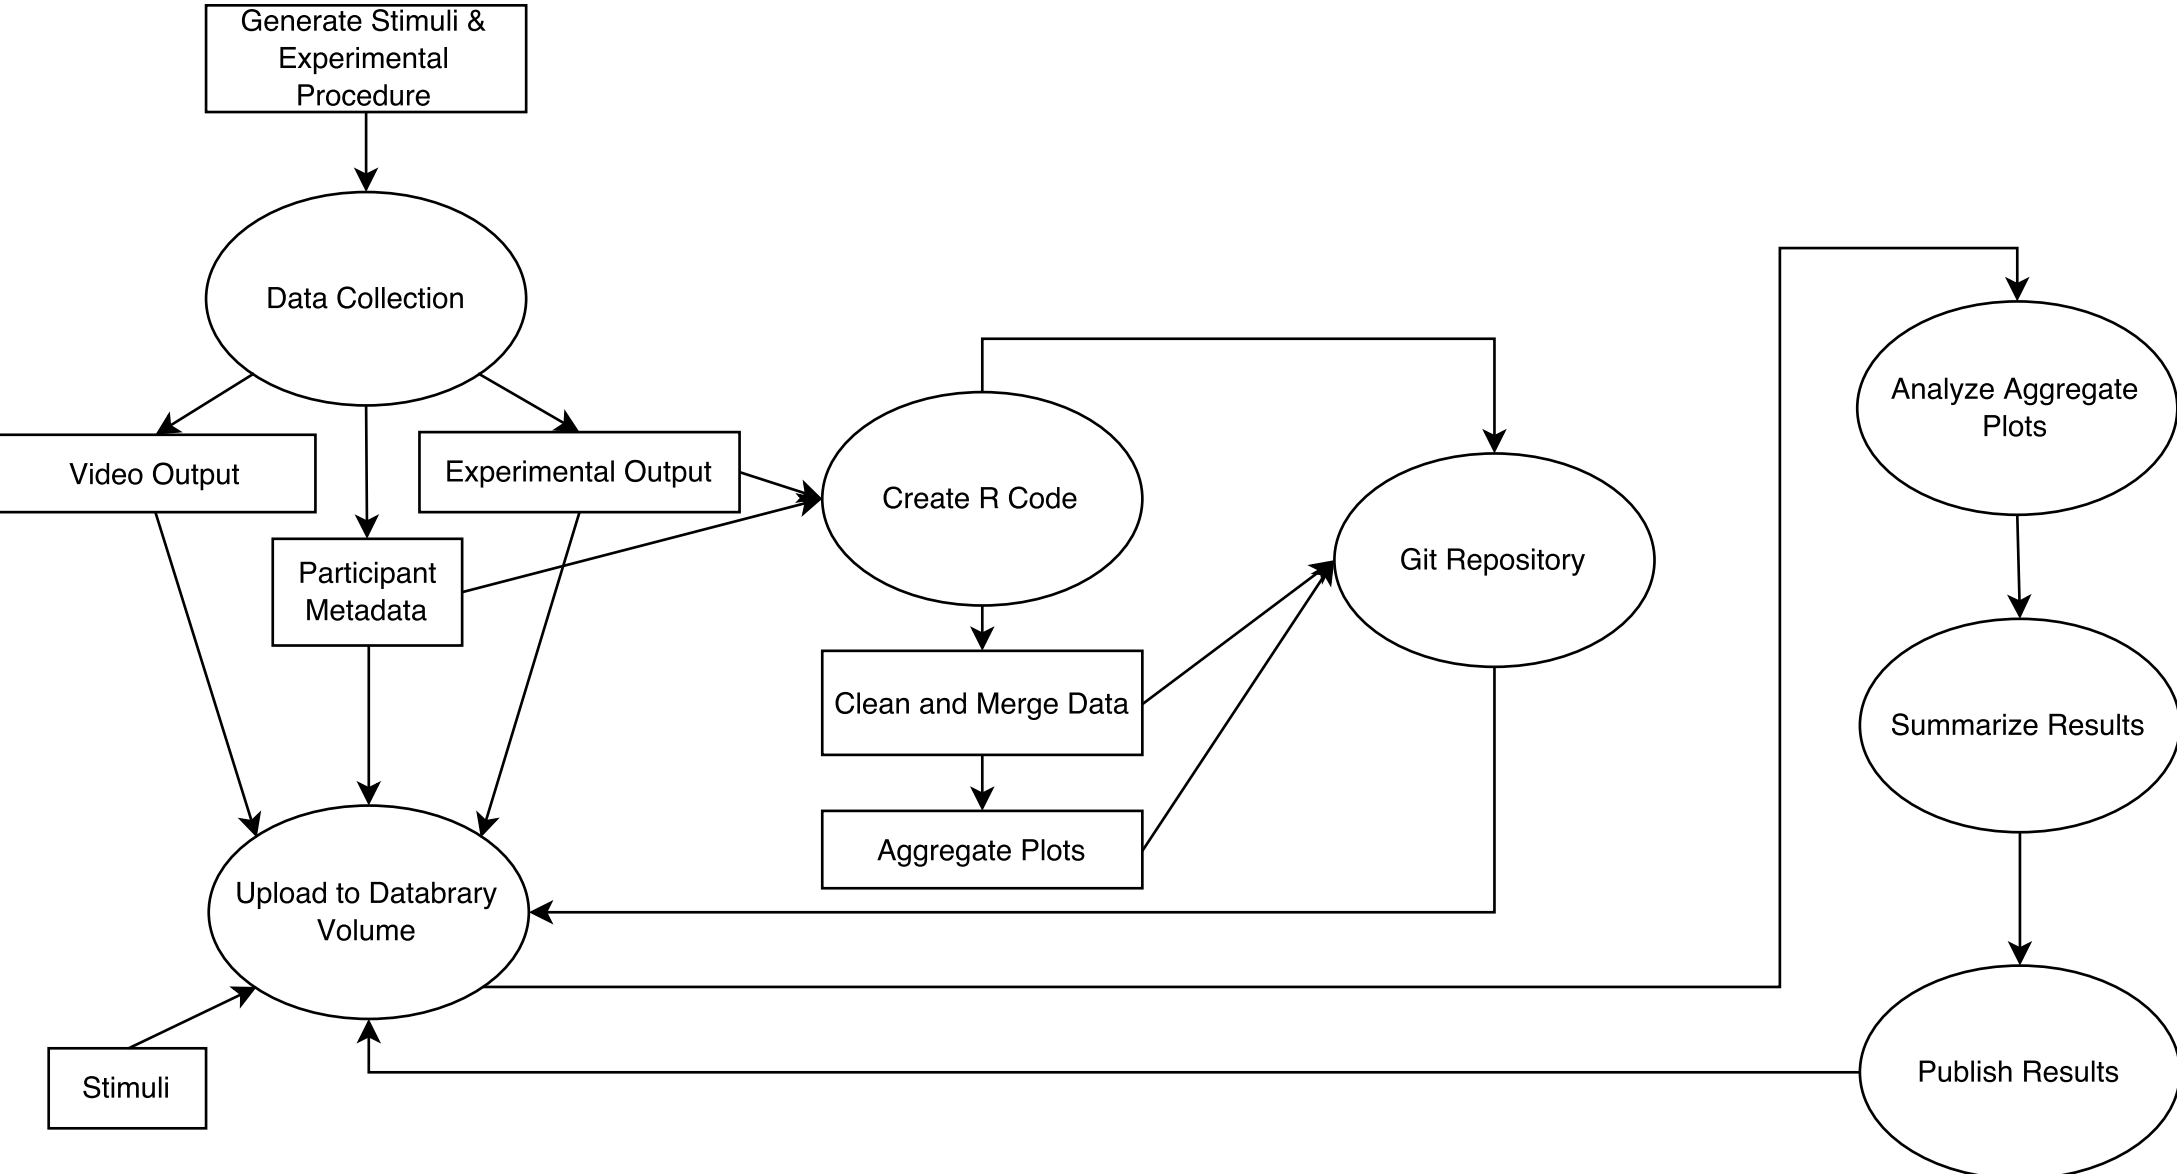 Generate Stimuli &
Experimental
Procedure
Data Collection
Video Output
Experimental Output
Participant
Metadata
Create R Code
Git Repository
Clean and Merge Data
Aggregate Plots
Upload to Databrary
Volume
Stimuli
Analyze Aggregate
Plots
Summarize Results
Publish Results